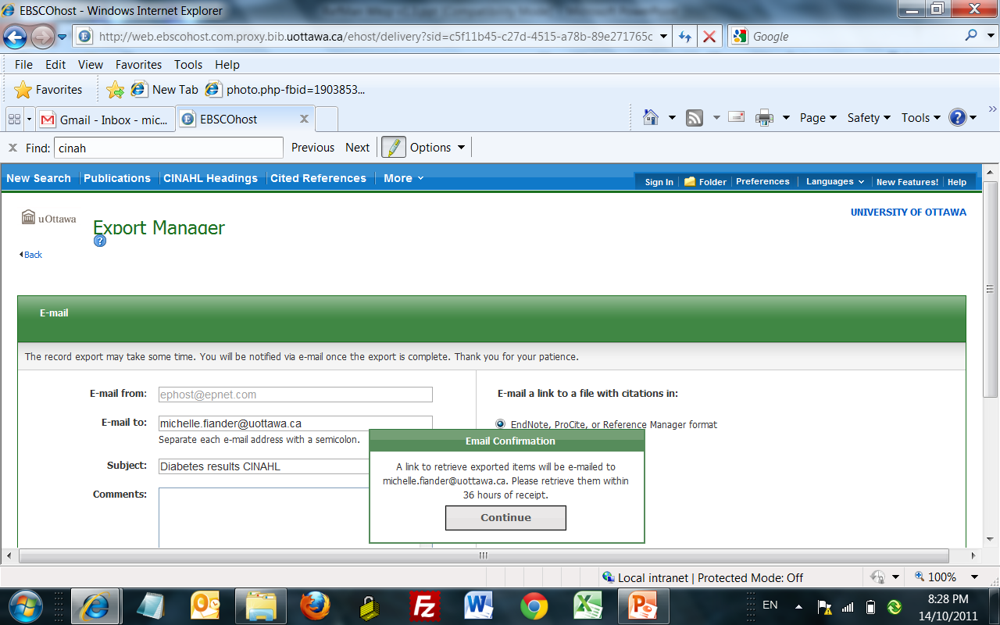 EBSCOhost - Windows Internet Explorer
http://web.ebscohost.com.proxy.bib.uottawa.ca/ehost/delivery?sid=c5f11b45-c27d-4515-a78b-89e271765c
Google
File Edit View Favorites Tools Help
Favorites New Tab photo.php-fbid=1903853...
Gmail - Inbox - mic... EBSCOhost Page Safety Tools
Find: cinah Previous Next Options
New Search Publications CINAHL Headings Cited References More
Sign In Folder Preferences Languages New Features! Help
uOttawa
Export Manager
UNIVERSITY OF OTTAWA
Back
E-mail
The record export may take some time. You will be notified via e-mail once the export is complete. Thank you for your patience.
E-mail from: ephost@epnet.com
E-mail to: michelle.fiander@uottawa.ca
Separate each e-mail address with a semicolon.
Subject: Diabetes results CINAHL
Comments:
E-mail a link to a file with citations in:
EndNote, ProCite, or Reference Manager format
Email Confirmation
A link to retrieve exported items will be e-mailed to
michelle.fiander@uottawa.ca. Please retrieve them within
36 hours of receipt.
Continue
Local intranet | Protected Mode: Off
100%
EN
8:28 PM
14/10/2011